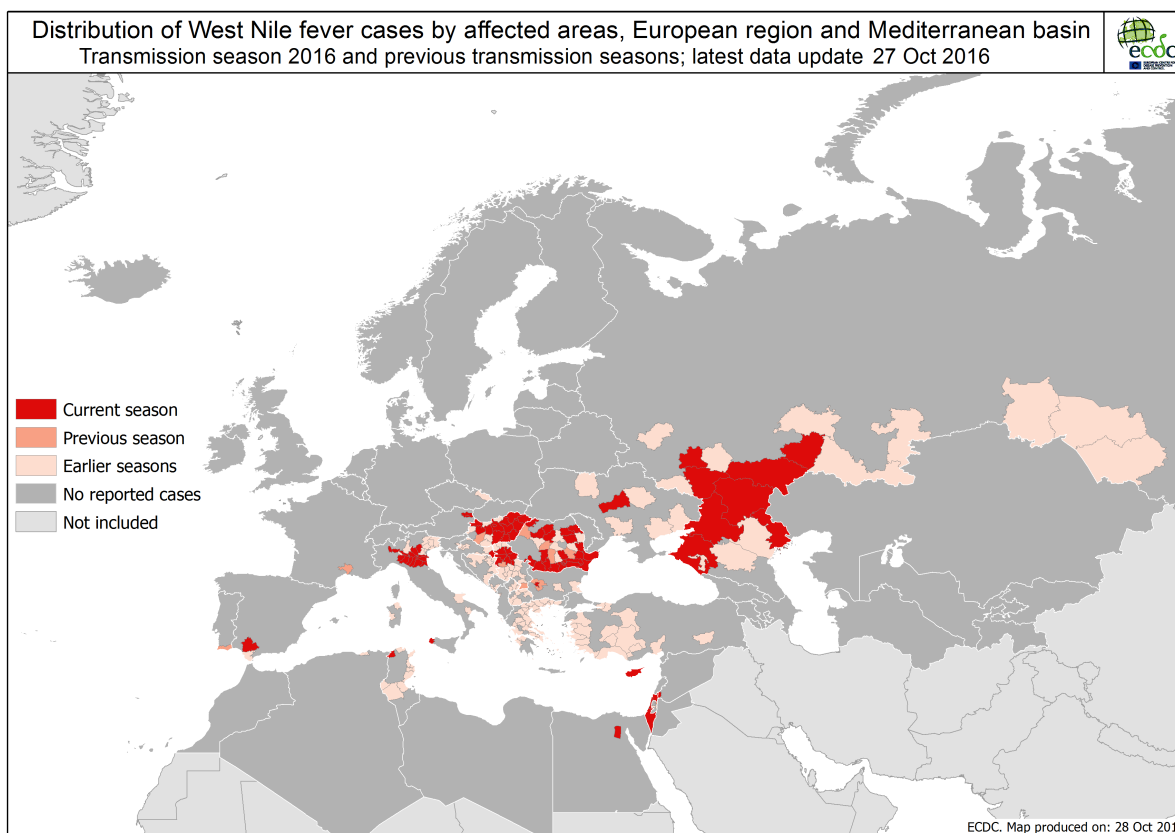 Distribution of West Nile fever cases by affected areas, European region and Mediterranean basin
Transmission season 2016 and previous transmission seasons; latest data update 27 Oct 2016
ecdc
Current season
Previous season
Earlier seasons
No reported cases
Not included
ECDC. Map produced on: 28 Oct 201